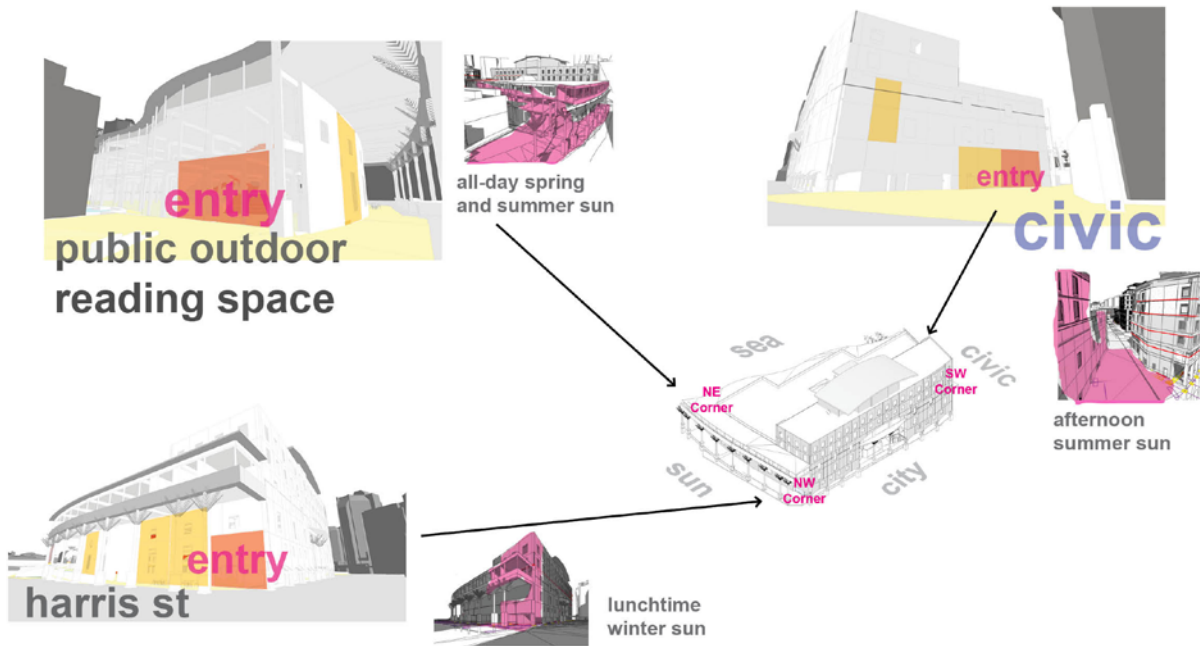 entry
public outdoor
reading space
all-day spring
and summer sun
entry
civic
afternoon
summer sun
sea
civic
NE
Corner
SW
Corner
sun
NW
Corner
city
entry
harris st
lunchtime
winter sun